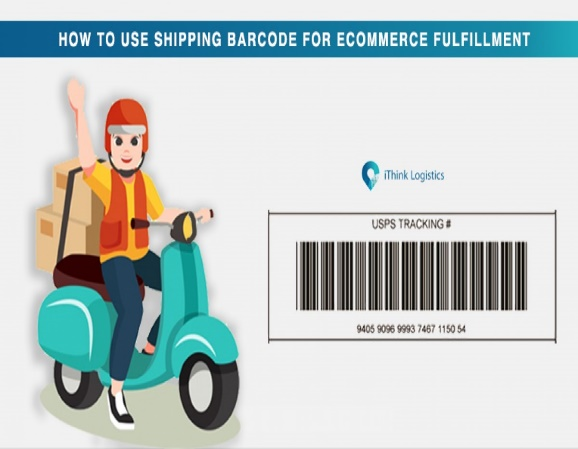 HOW TO USE SHIPPING BARCODE FOR ECOMMERCE FULFILLMENT
iThink Logistics
USPS TRACKING #
9405 9096 9993 7467 1150 54